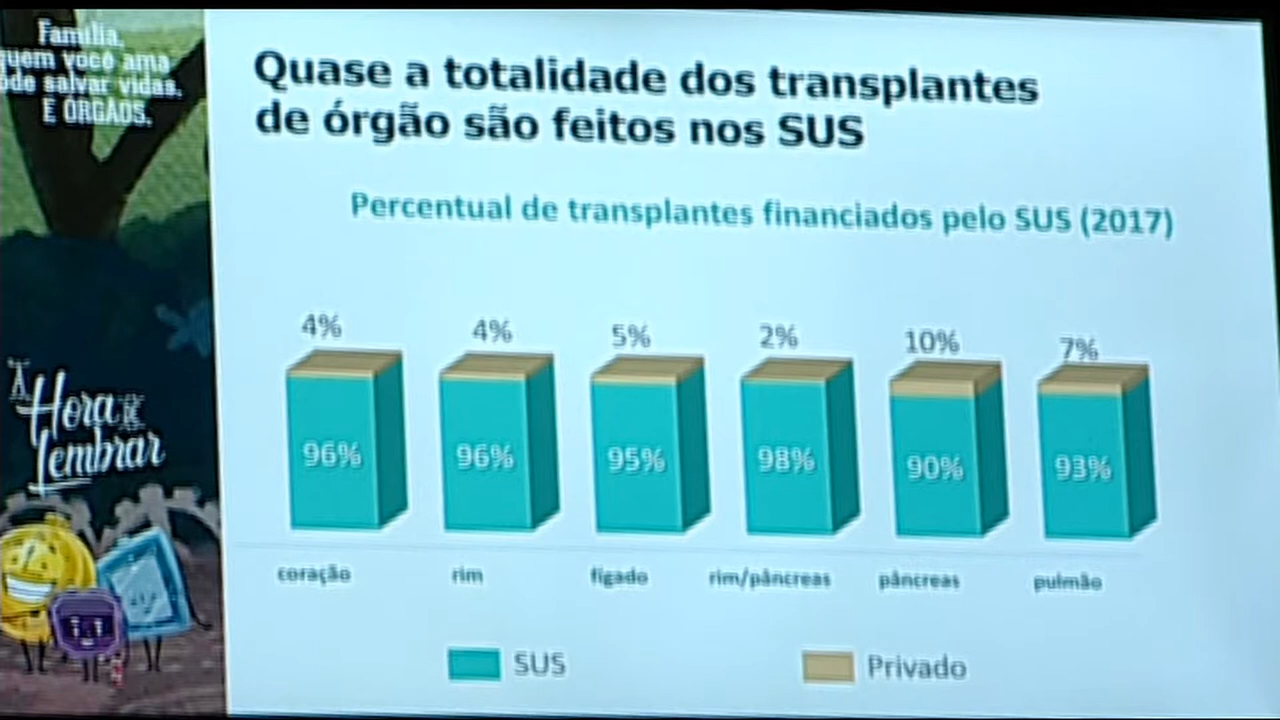 Família,
quem você ama
pode salvar vidas.
E ÓRGÃOS.
Quase a totalidade dos transplantes
de órgão são feitos nos SUS
Percentual de transplantes financiados pelo SUS (2017)
4% 4% 5% 2% 10% 7%
96% 96% 95% 98% 90% 93%
coração rim fígado rim/pâncreas pâncreas pulmão
SUS Privado
A
Hora de
Lembrar